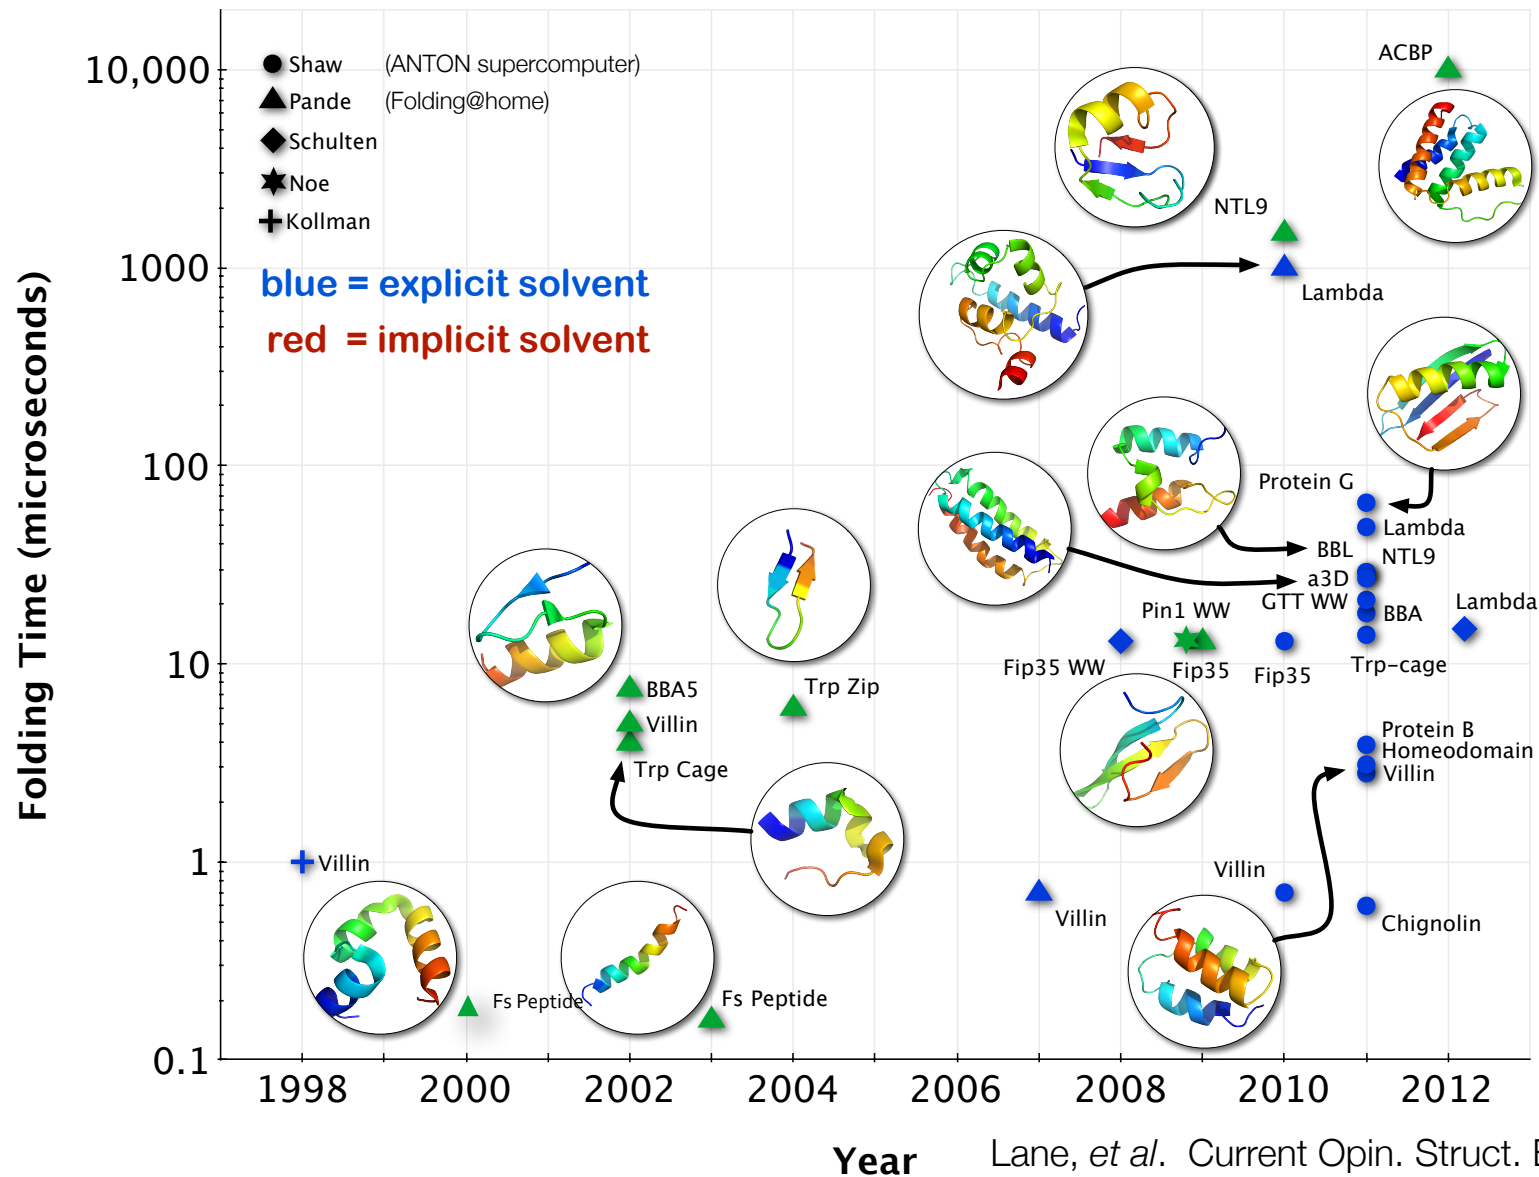 10,000
1000
100
10
1
0.1
Folding Time (microseconds)
Shaw (ANTON supercomputer)
Pande (Folding@home)
Schulten
Noe
Kollman
blue = explicit solvent
red = implicit solvent
ACBP
NTL9
Lambda
Protein G
Lambda
BBL
NTL9
a3D
GTT WW
BBA
Lambda
Pin1 WW
Fip35 WW
Fip35
Fip35
Trp-cage
BBA5
Villin
Trp Cage
Trp Zip
Protein B
Homeodomain
Villin
Villin
Villin
Villin
Chignolin
Fs Peptide
Fs Peptide
1998
2000
2002
2004
2006
2008
2010
2012
Year
Lane, et al. Current Opin. Struct.